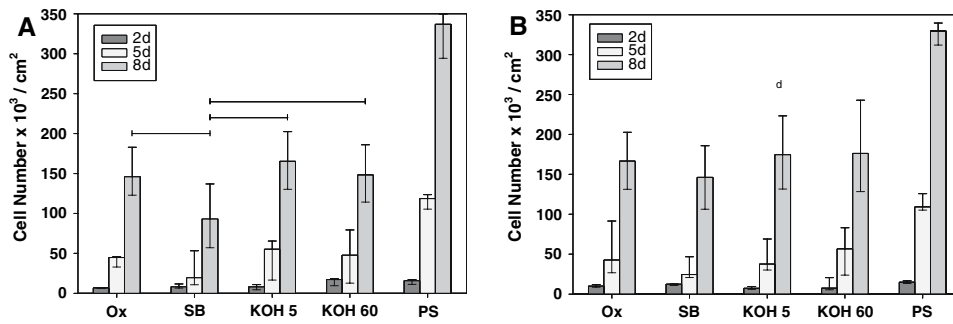 A
B
Cell Number x 10³ / cm²
350
300
250
200
150
100
50
0
2d
5d
8d
Ox
SB
KOH 5
KOH 60
PS
Cell Number x 10³ / cm²
350
300
250
200
150
100
50
0
2d
5d
8d
d
Ox
SB
KOH 5
KOH 60
PS